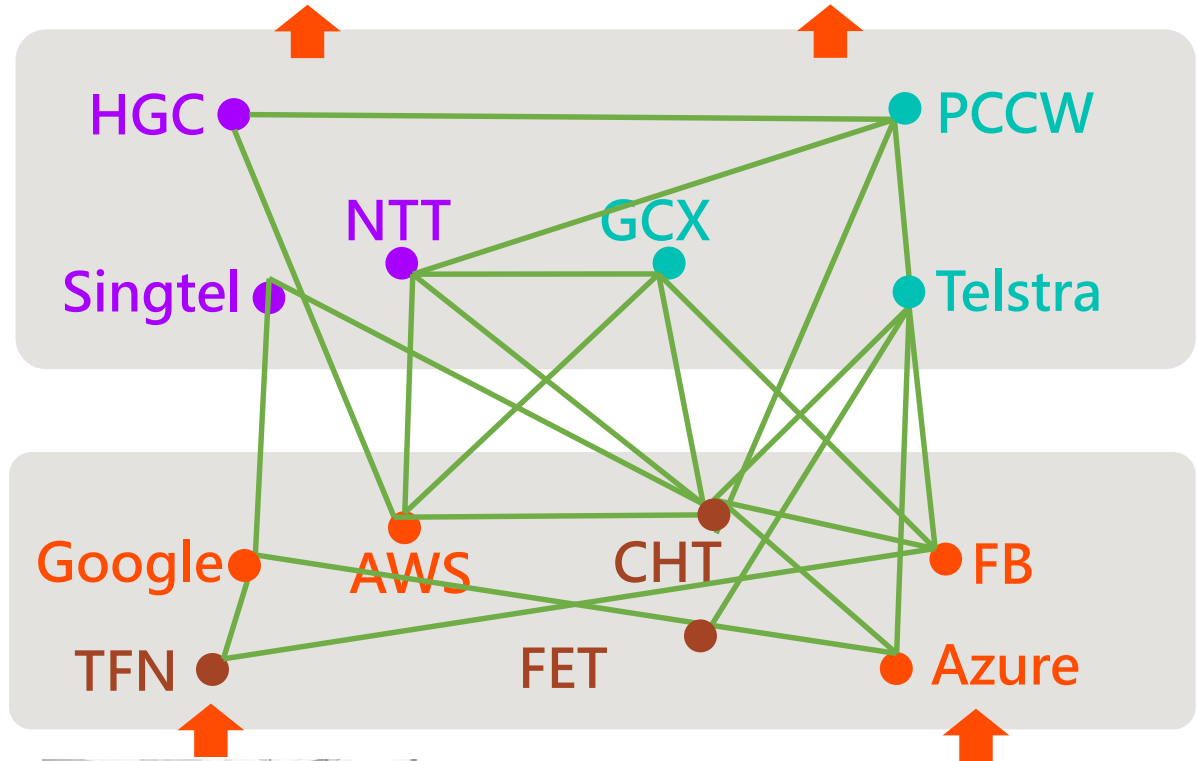 HGC
PCCW
NTT
GCX
Singtel
Telstra
Google
AWS
CHT
FB
TFN
FET
Azure